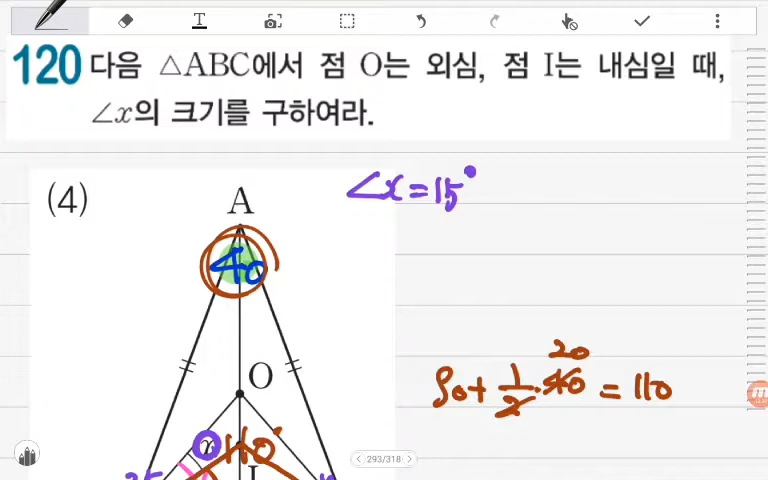 T
120 다음 △ABC에서 점 O는 외심, 점 I는 내심일 때,
∠x의 크기를 구하여라.
(4)
∠x=15°
A
40
O
90+1/2·40=110
20
x
110°
I
293/318